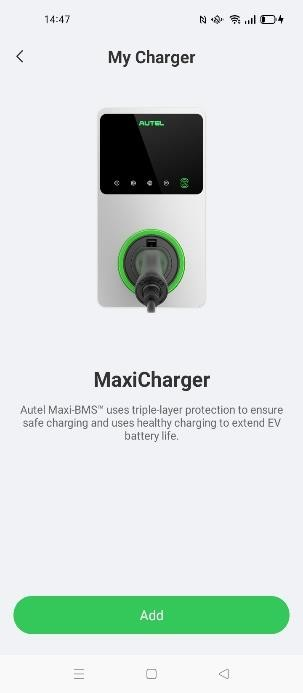 14:47
My Charger
AUTEL
MaxiCharger
Autel Maxi-BMS™ uses triple-layer protection to ensure
safe charging and uses healthy charging to extend EV
battery life.
Add